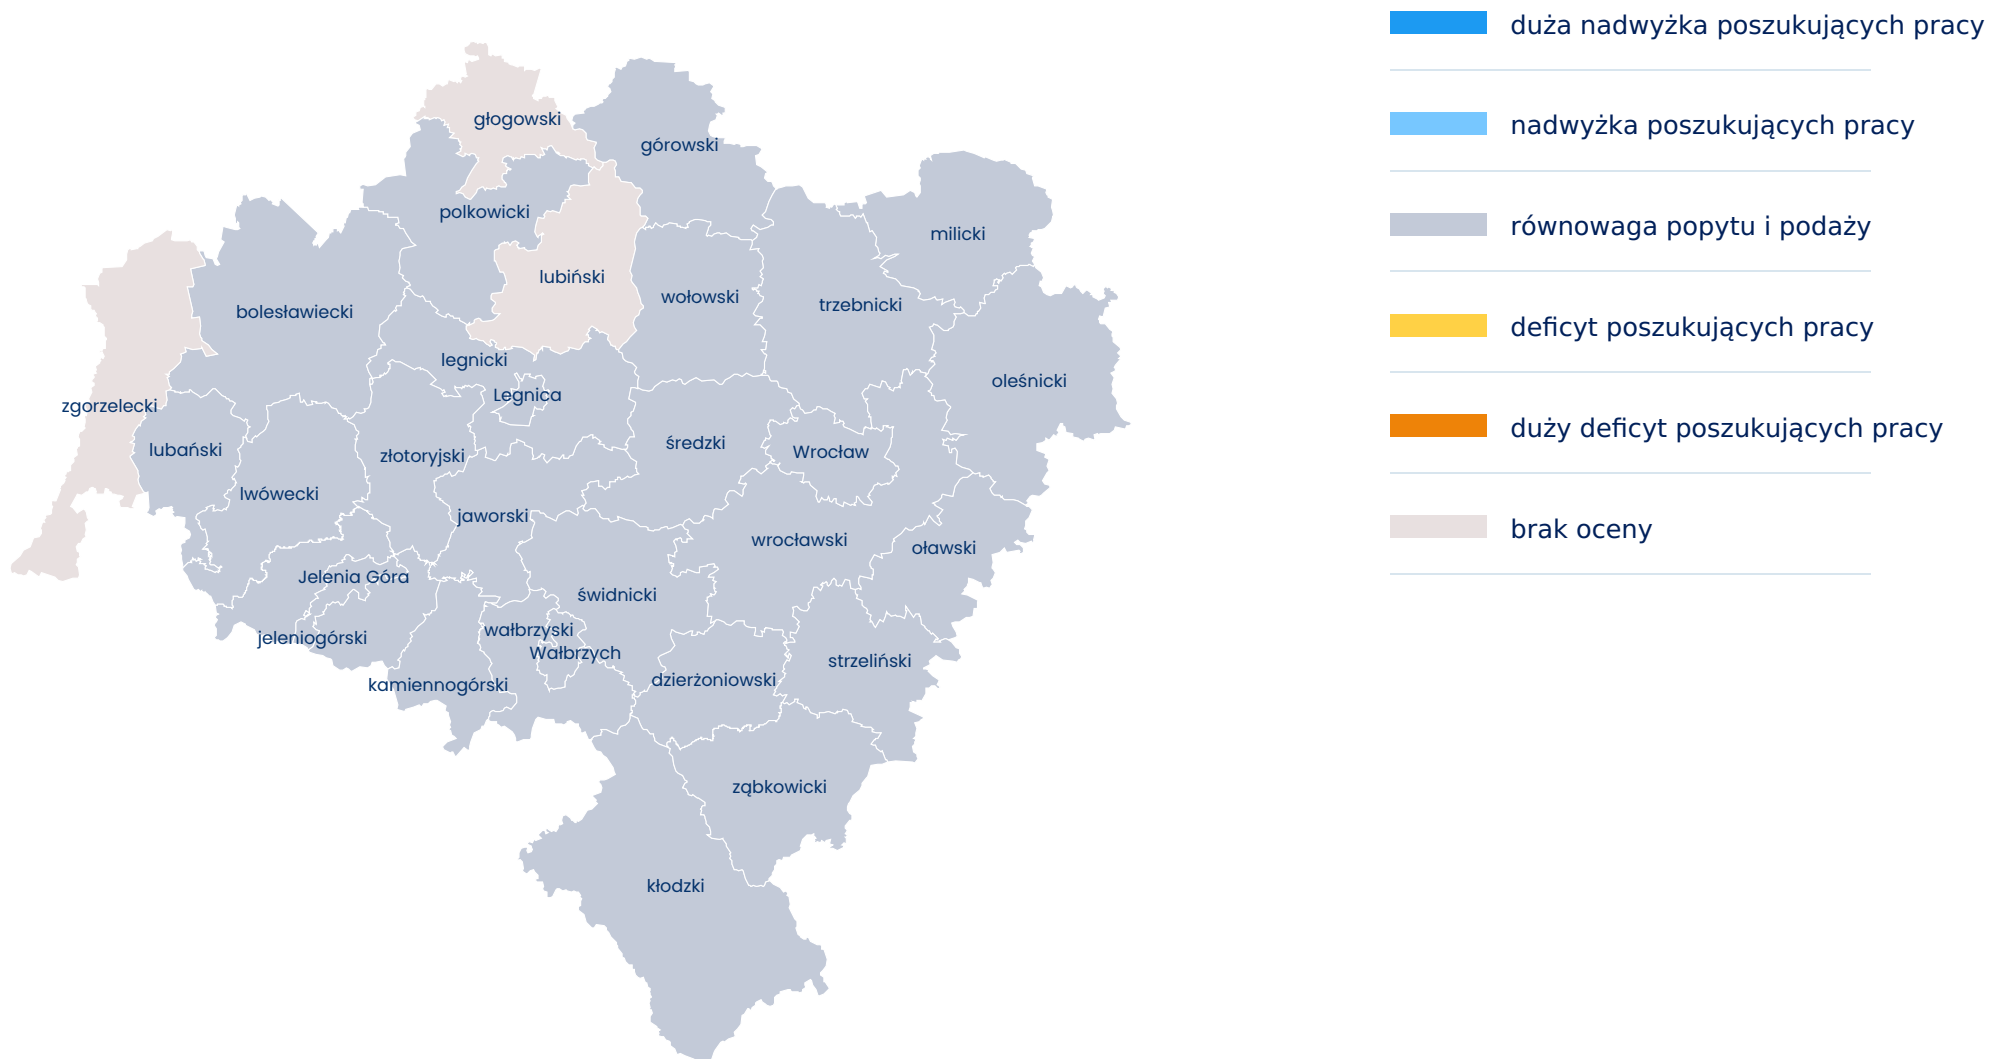 głogowski
górowski
polkowicki
milicki
lubiński
wołowski
trzebnicki
bolesławiecki
legnicki
oleśnicki
Legnica
zgorzelecki
średzki
lubański
Wrocław
złotoryjski
lwówecki
jaworski
wrocławski
oławski
Jelenia Góra
świdnicki
wałbrzyski
jeleniogórski
Wałbrzych
strzeliński
dzierżoniowski
kamiennogórski
ząbkowicki
kłodzki
duża nadwyżka poszukujących pracy
nadwyżka poszukujących pracy
równowaga popytu i podaży
deficyt poszukujących pracy
duży deficyt poszukujących pracy
brak oceny